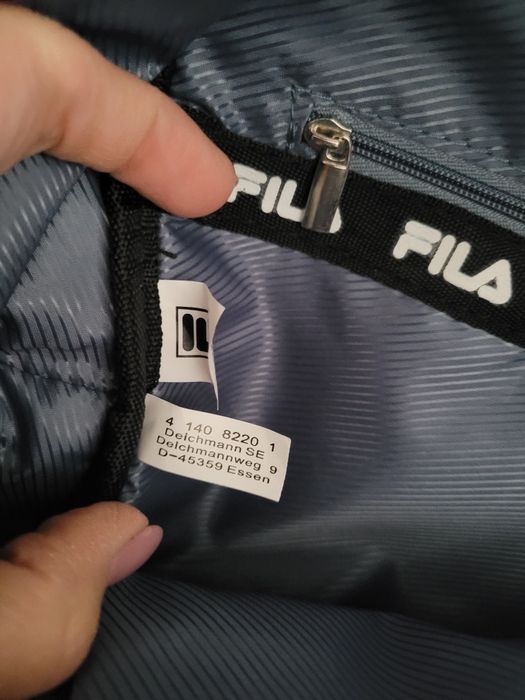 FILA
FILA
4 140 8220 1
Deichmann SE
Deichmannweg 9
D-45359 Essen